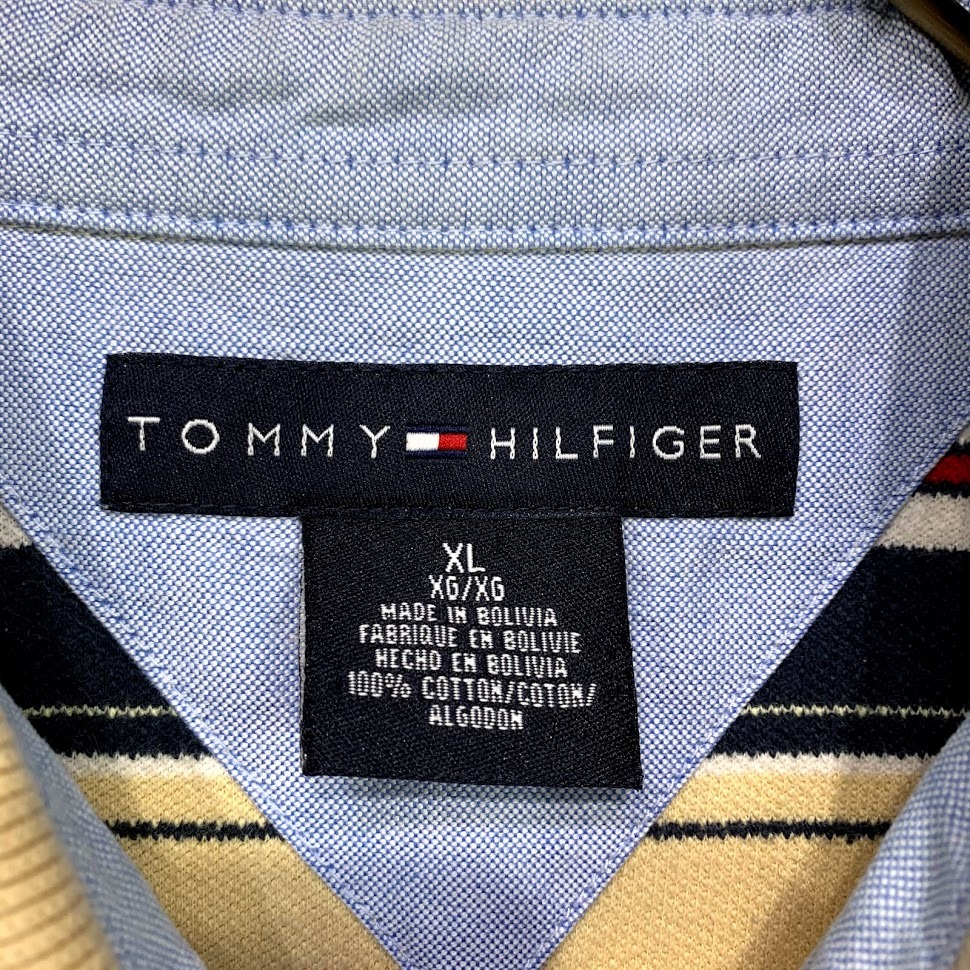 TOMMY HILFIGER
XL
XG/XG
MADE IN BOLIVIA
FABRIQUE EN BOLIVIE
HECHO EN BOLIVIA
100% COTTON/COTON/
ALGODON